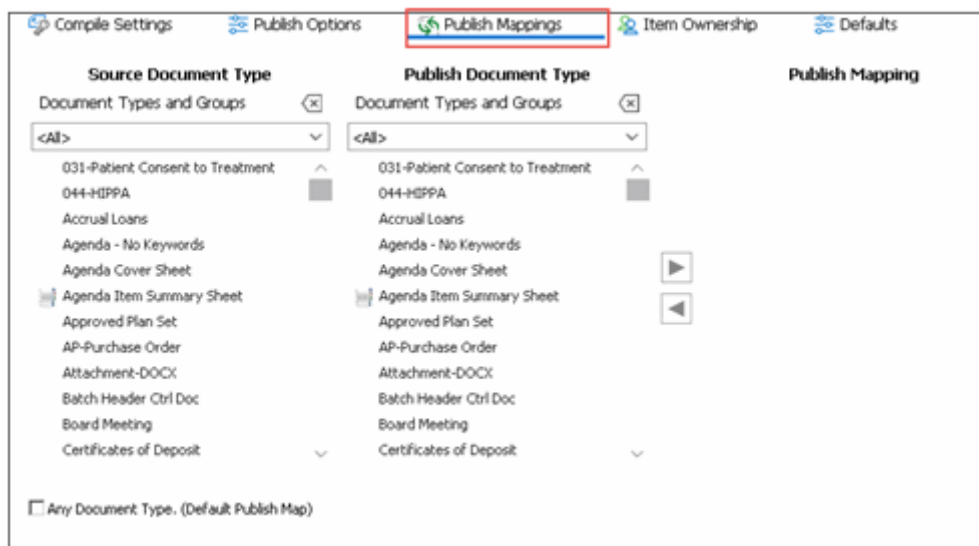 Compile Settings Publish Options Publish Mappings Item Ownership Defaults
Source Document Type Publish Document Type Publish Mapping
Document Types and Groups Document Types and Groups
<All> <All>
031-Patient Consent to Treatment 031-Patient Consent to Treatment
044-HIPPA 044-HIPPA
Accrual Loans Accrual Loans
Agenda - No Keywords Agenda - No Keywords
Agenda Cover Sheet Agenda Cover Sheet
Agenda Item Summary Sheet Agenda Item Summary Sheet
Approved Plan Set Approved Plan Set
AP-Purchase Order AP-Purchase Order
Attachment-DOCX Attachment-DOCX
Batch Header Ctrl Doc Batch Header Ctrl Doc
Board Meeting Board Meeting
Certificates of Deposit Certificates of Deposit
Any Document Type. (Default Publish Map)